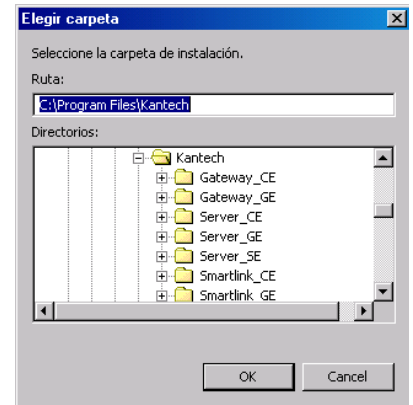 Elegir carpeta
Seleccione la carpeta de instalación.
Ruta:
C:\Program Files\Kantech
Directorios:
Kantech
Gateway_CE
Gateway_GE
Server_CE
Server_GE
Server_SE
Smartlink_CE
Smartlink_GE
OK Cancel